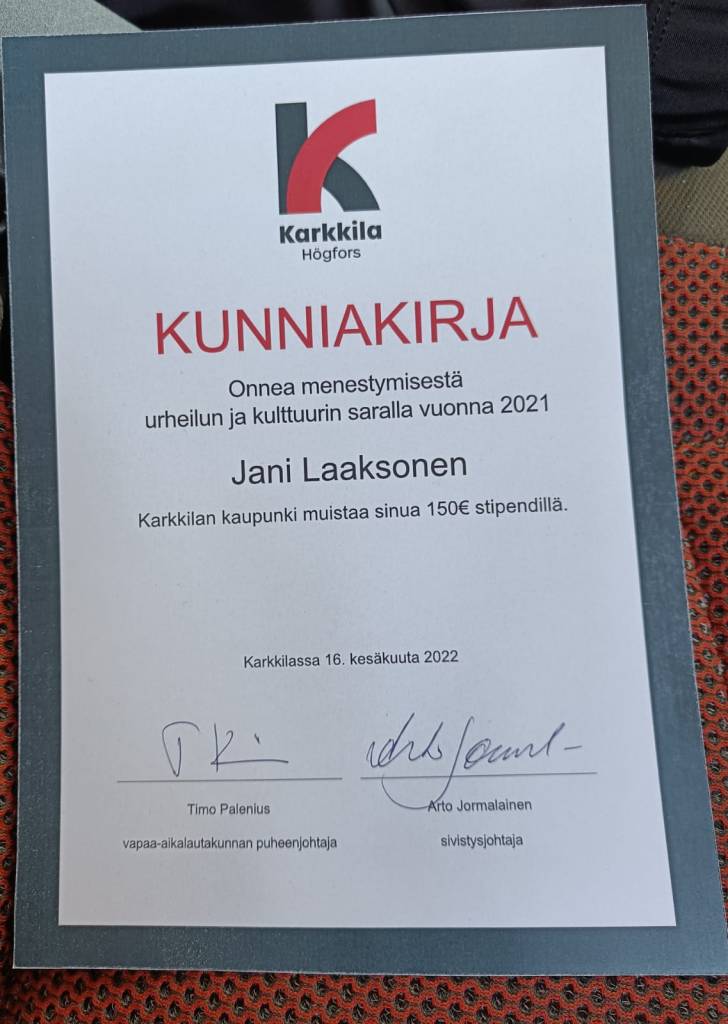 Karkkila
Högfors
KUNNIAKIRJA
Onnea menestymisestä
urheilun ja kulttuurin saralla vuonna 2021
Jani Laaksonen
Karkkilan kaupunki muistaa sinua 150€ stipendillä.
Karkkilassa 16. kesäkuuta 2022
Timo Palenius
vapaa-aikalautakunnan puheenjohtaja
Arto Jormalainen
sivistysjohtaja